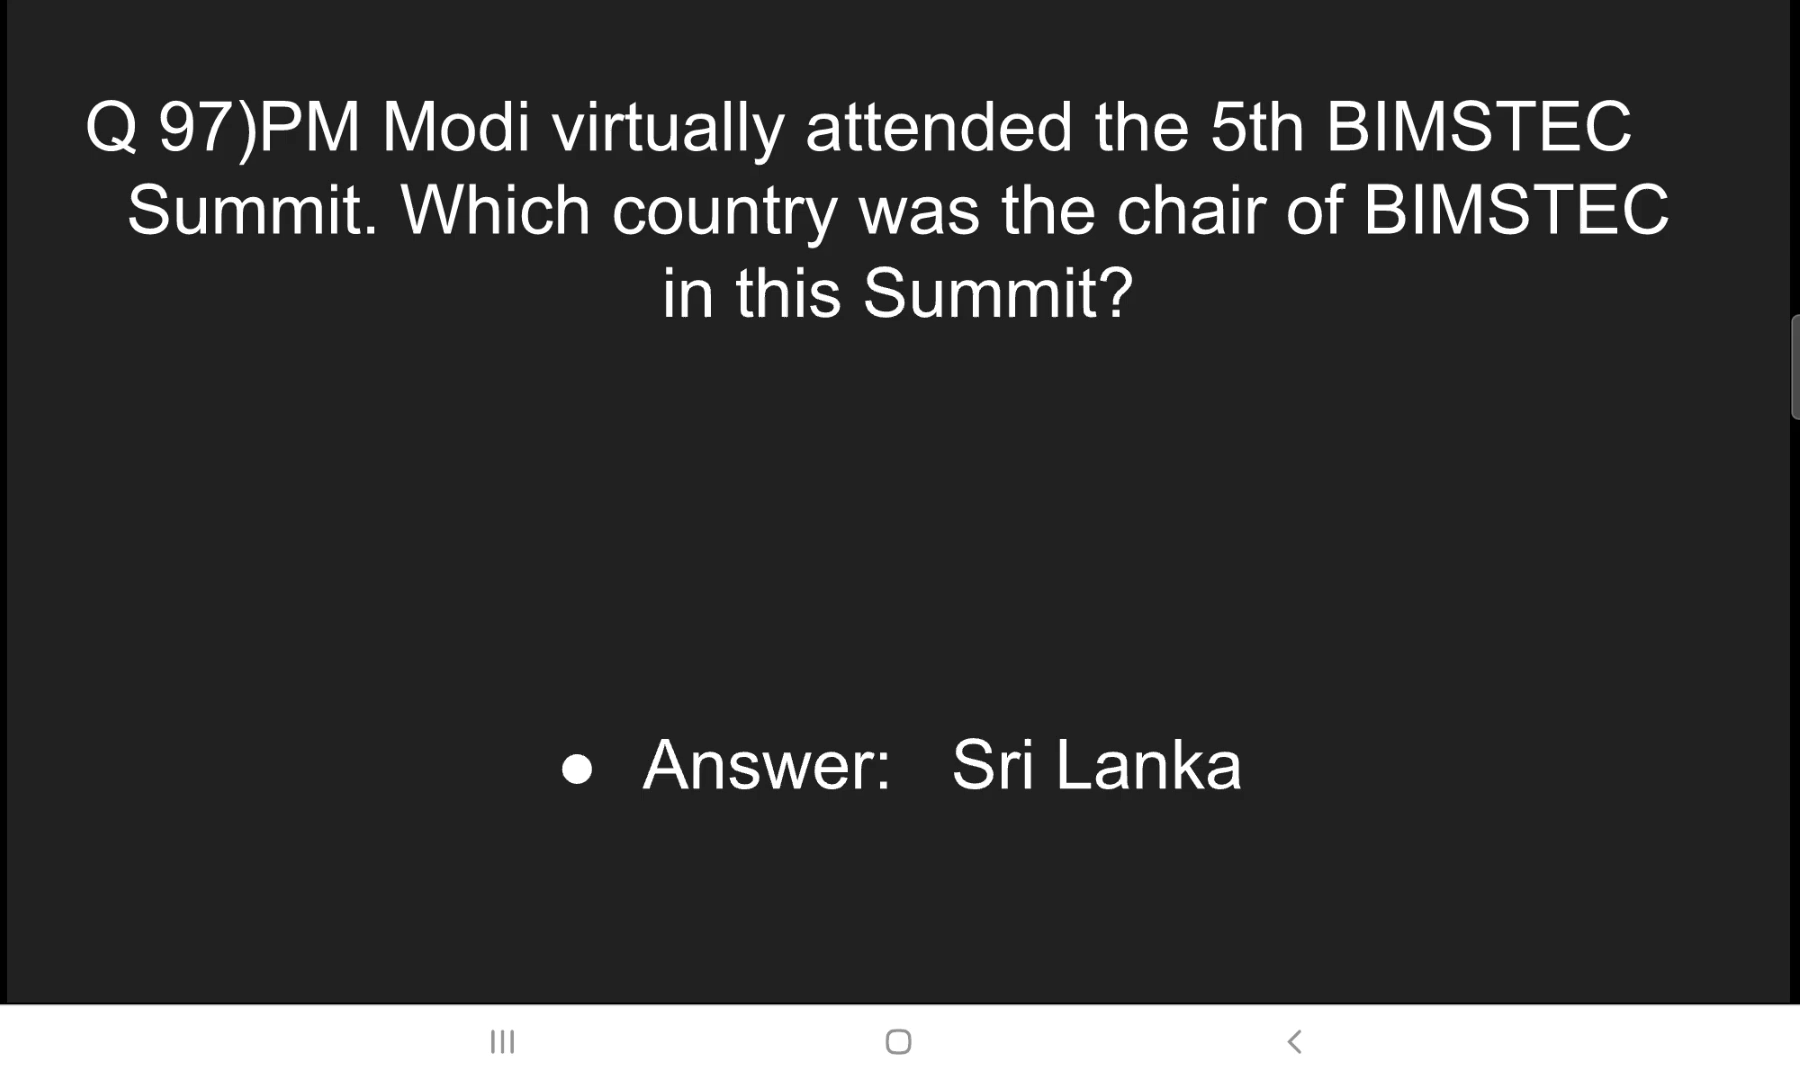 Q 97)PM Modi virtually attended the 5th BIMSTEC
Summit. Which country was the chair of BIMSTEC
in this Summit?
● Answer: Sri Lanka